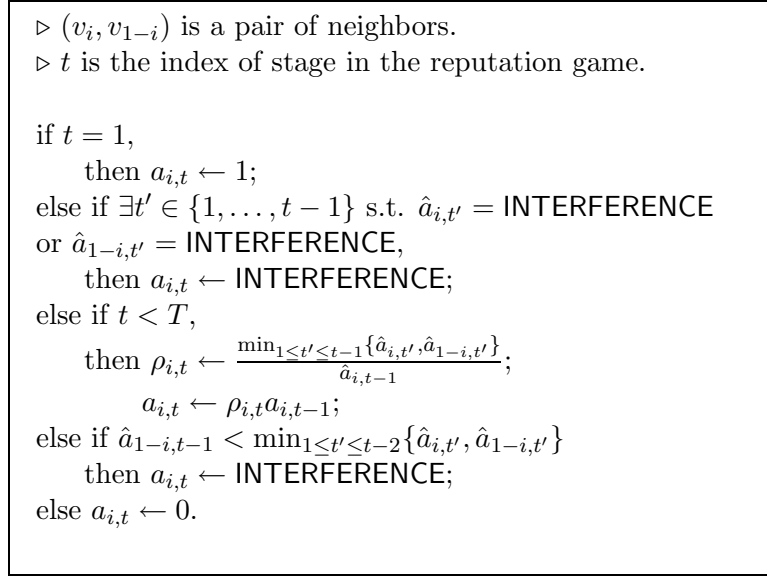 ▷ (v_i, v_{1−i}) is a pair of neighbors.
▷ t is the index of stage in the reputation game.
if t = 1,
then a_{i,t} ← 1;
else if ∃t′ ∈ {1, . . . , t − 1} s.t. â_{i,t′} = INTERFERENCE
or â_{1−i,t′} = INTERFERENCE,
then a_{i,t} ← INTERFERENCE;
else if t < T,
then ρ_{i,t} ← \frac{min_{1≤t′≤t−1}{â_{i,t′}, â_{1−i,t′}}}{â_{i,t−1}};
a_{i,t} ← ρ_{i,t}a_{i,t−1};
else if â_{1−i,t−1} < min_{1≤t′≤t−2}{â_{i,t′}, â_{1−i,t′}}
then a_{i,t} ← INTERFERENCE;
else a_{i,t} ← 0.